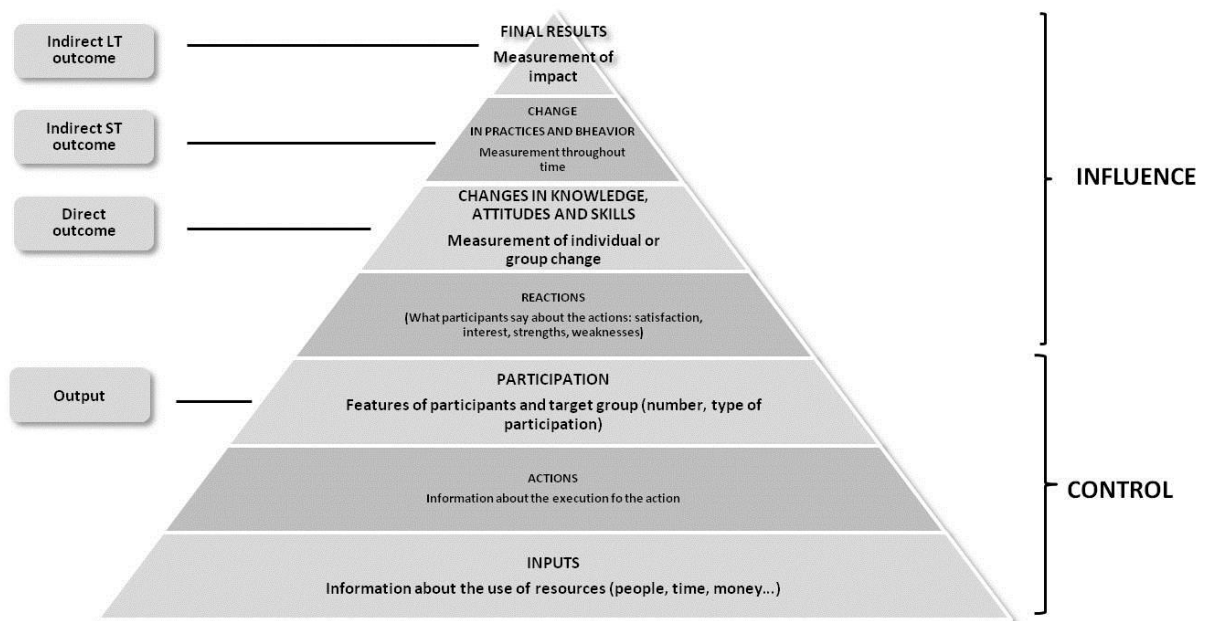 Indirect LT
outcome
FINAL RESULTS
Measurement of
impact
Indirect ST
outcome
CHANGE
IN PRACTICES AND BHEAVIOR
Measurement throughout
time
INFLUENCE
Direct
outcome
CHANGES IN KNOWLEDGE,
ATTITUDES AND SKILLS
Measurement of individual or
group change
REACTIONS
(What participants say about the actions: satisfaction,
interest, strengths, weaknesses)
Output
PARTICIPATION
Features of participants and target group (number, type of
participation)
ACTIONS
Information about the execution fo the action
CONTROL
INPUTS
Information about the use of resources (people, time, money...)